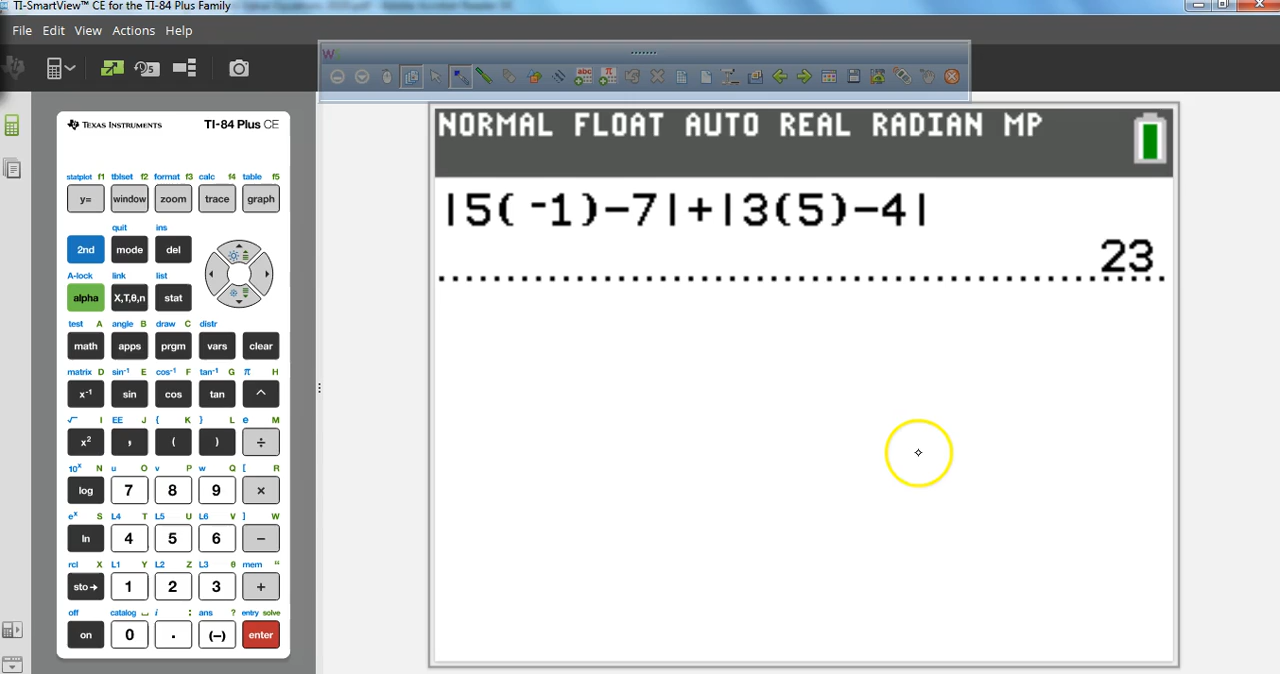 TI-SmartView™ CE for the TI-84 Plus Family
File Edit View Actions Help
TEXAS INSTRUMENTS TI-84 Plus CE
statplot f1 tblset f2 format f3 calc f4 table f5
y= window zoom trace graph
quit ins
2nd mode del
A-lock link list
alpha X,T,θ,n stat
test A angle B draw C distr
math apps prgm vars clear
matrix D sin⁻¹ E cos⁻¹ F tan⁻¹ G π H
x⁻¹ sin cos tan ^
√ I EE J { K } L e M
x² , ( ) ÷
10ˣ N u O v P w Q [ R
log 7 8 9 ×
eˣ S L4 T L5 U L6 V ] W
ln 4 5 6 −
rcl X L1 Y L2 Z L3 θ mem “
sto→ 1 2 3 +
off catalog i : ans ? entry solve
on 0 . (−) enter
NORMAL FLOAT AUTO REAL RADIAN MP
|5(-1)-7|+|3(5)-4|
23